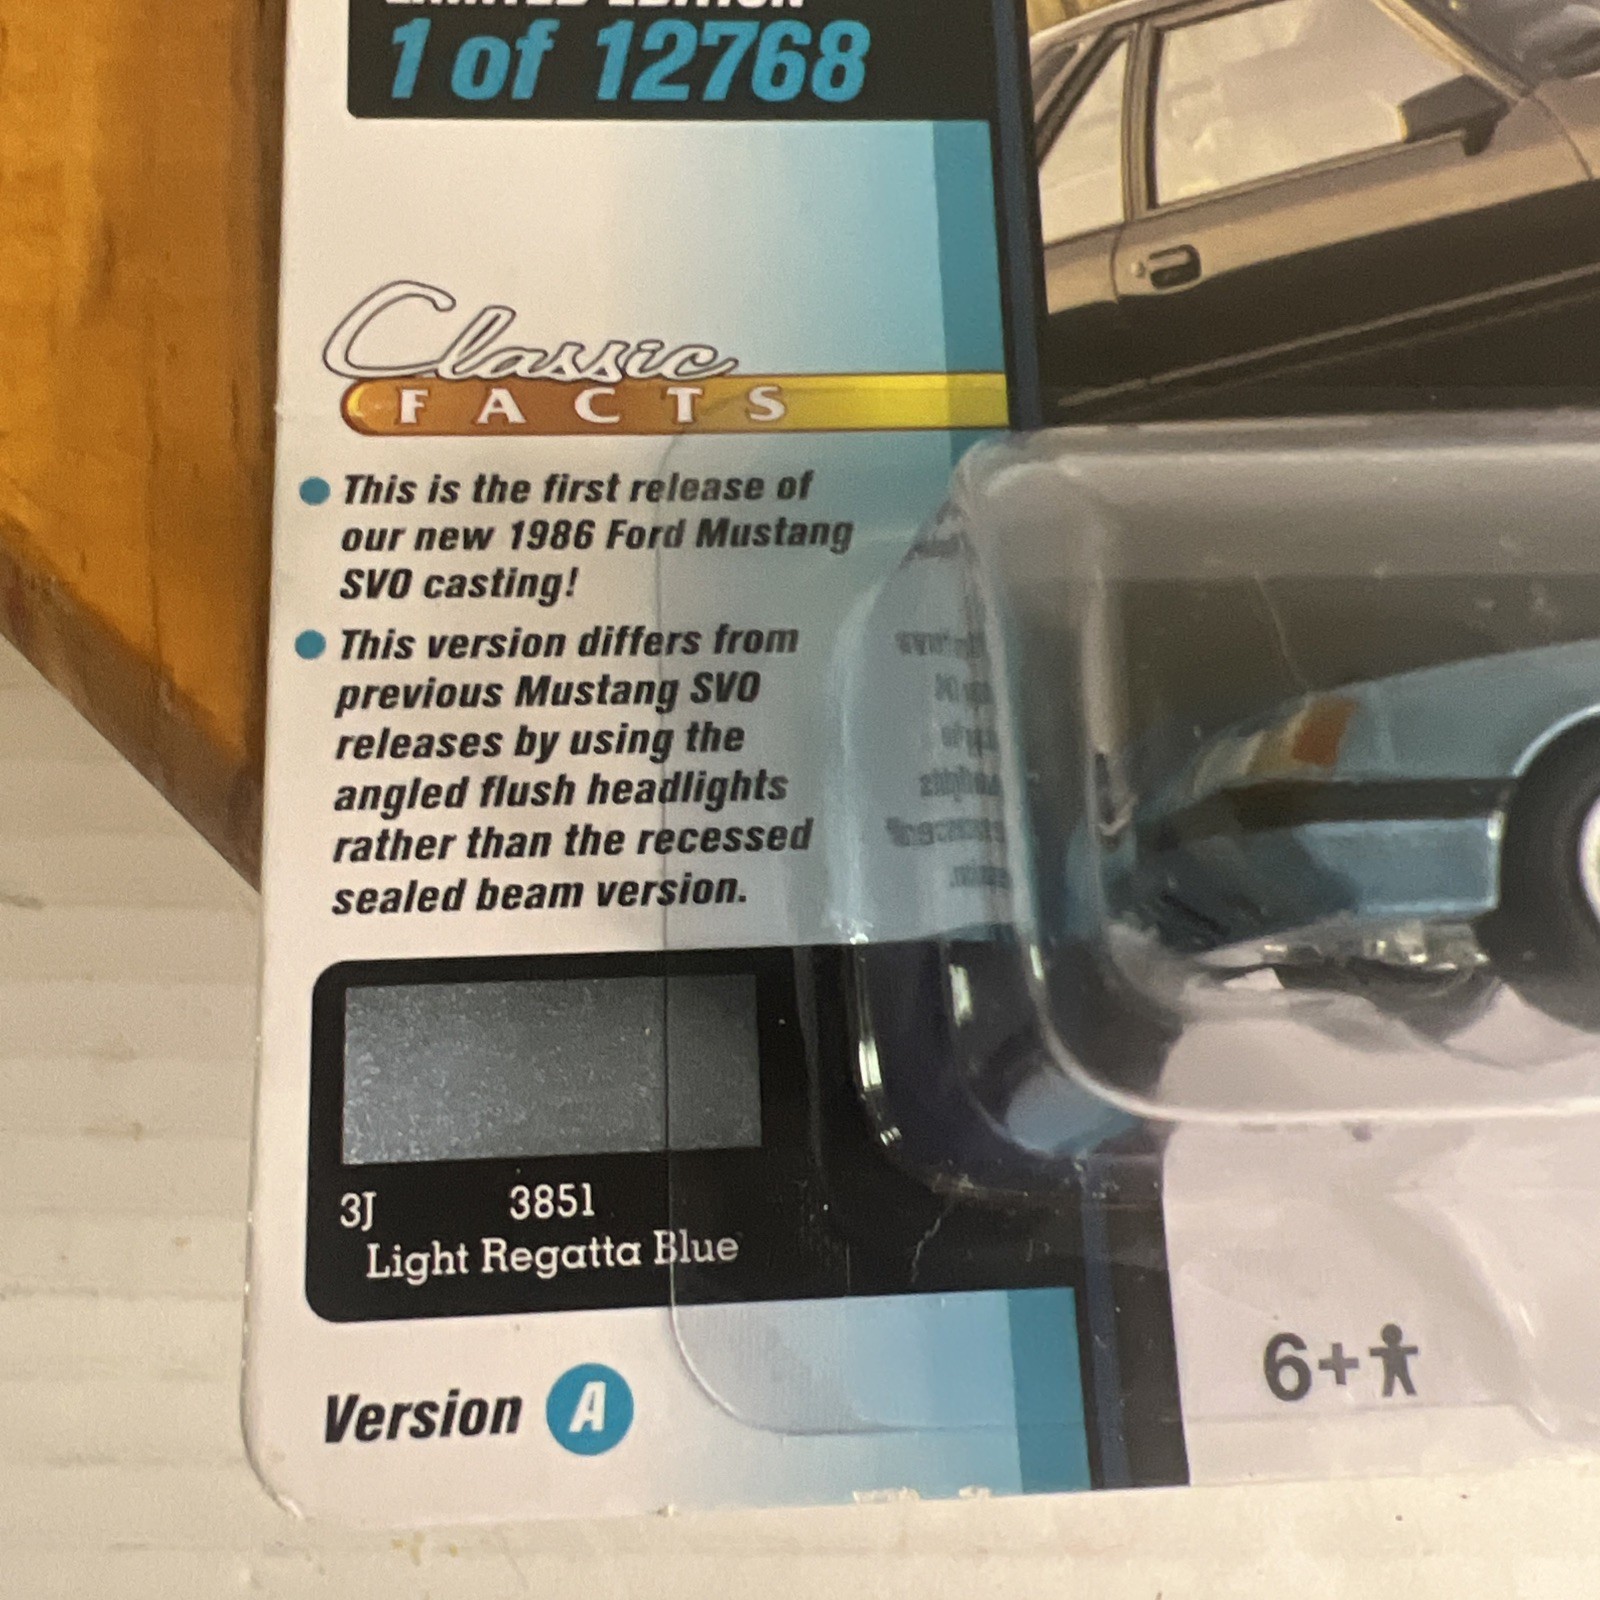 LIMITED EDITION
1 of 12768
Classic
FACTS
This is the first release of
our new 1986 Ford Mustang
SVO casting!
This version differs from
previous Mustang SVO
releases by using the
angled flush headlights
rather than the recessed
sealed beam version.
3J 3851
Light Regatta Blue
Version A
6+